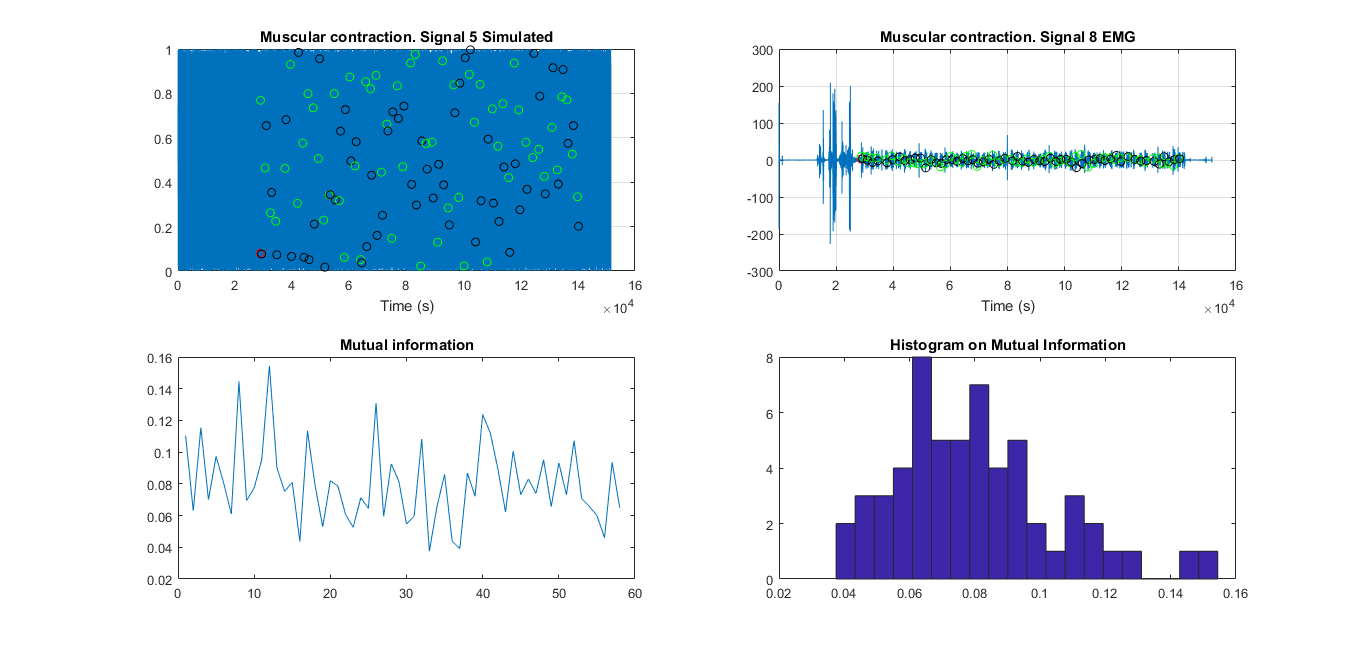 Muscular contraction. Signal 5 Simulated
1
0.8
0.6
0.4
0.2
0
0 2 4 6 8 10 12 14 16
Time (s)
×10^4
Muscular contraction. Signal 8 EMG
300
200
100
0
-100
-200
-300
0 2 4 6 8 10 12 14 16
Time (s)
×10^4
Mutual information
0.16
0.14
0.12
0.1
0.08
0.06
0.04
0.02
0 10 20 30 40 50 60
Histogram on Mutual Information
8
6
4
2
0
0.02 0.04 0.06 0.08 0.1 0.12 0.14 0.16